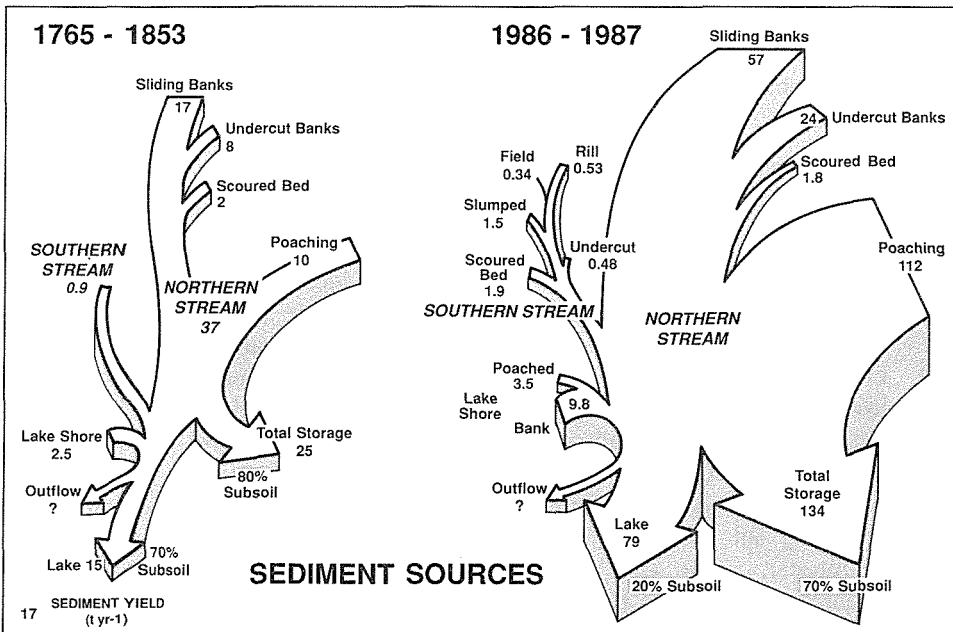 1765 - 1853
Sliding Banks
17
Undercut Banks
8
Scoured Bed
2
SOUTHERN
STREAM
0.9
NORTHERN
STREAM
37
Poaching
10
Lake Shore
2.5
Total Storage
25
80%
Subsoil
Outflow
?
Lake 15
70%
Subsoil
17 SEDIMENT YIELD
(t yr-1)
SEDIMENT SOURCES
1986 - 1987
Sliding Banks
57
24 Undercut Banks
Scoured Bed
1.8
Field
0.34
Rill
0.53
Slumped
1.5
Undercut
0.48
Scoured
Bed
1.9
SOUTHERN STREAM
NORTHERN
STREAM
Poaching
112
Poached
3.5
Lake
Shore
9.8
Bank
Outflow
?
Lake
79
Total
Storage
134
20% Subsoil
70% Subsoil